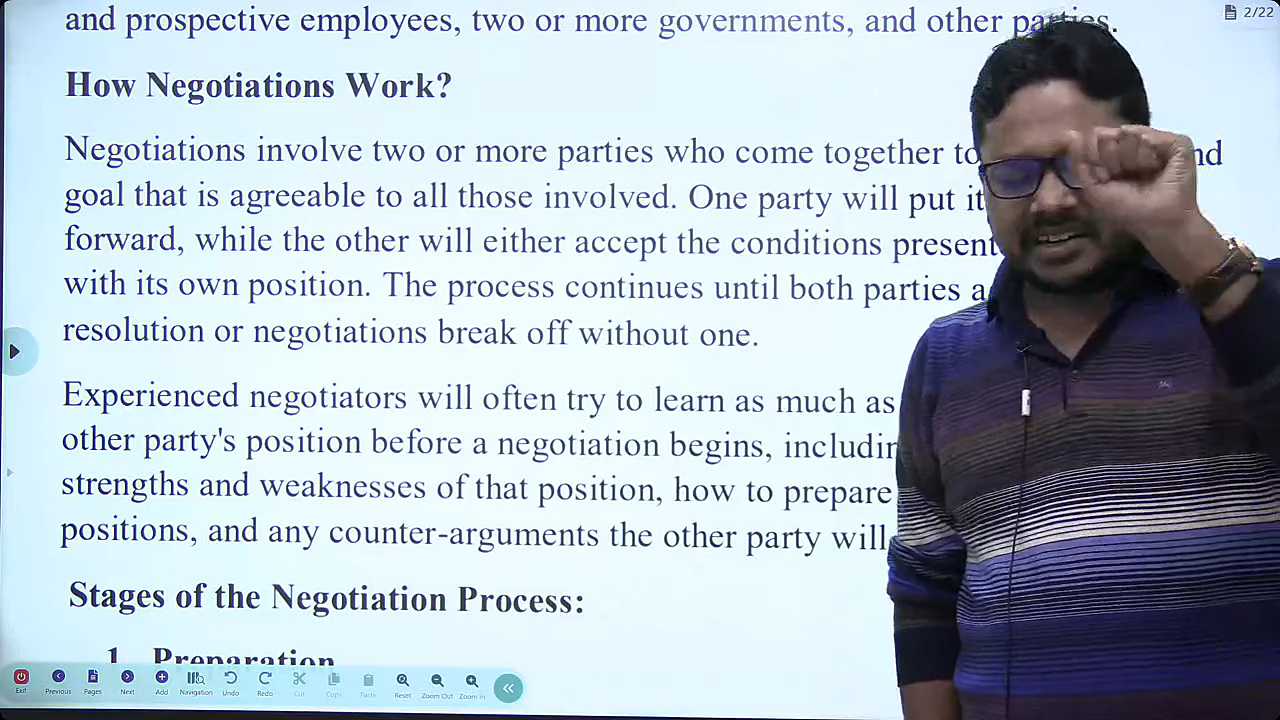 and prospective employees, two or more governments, and other parties.
2/22
How Negotiations Work?
Negotiations involve two or more parties who come together to
goal that is agreeable to all those involved. One party will put
forward, while the other will either accept the conditions
with its own position. The process continues until both parties
resolution or negotiations break off without one.
Experienced negotiators will often try to learn as much as
other party's position before a negotiation begins,
strengths and weaknesses of that position, how to prepare
positions, and any counter-arguments the other party will
Stages of the Negotiation Process:
1. Preparation
Exit Previous Pages Next Add Navigation Undo Redo Cut Copy Paste Reset Zoom Out Zoom In